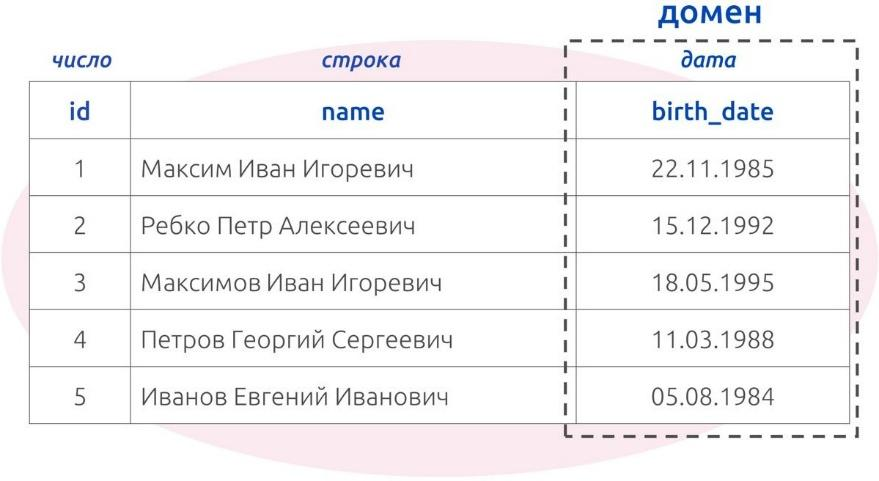 домен
число строка дата
id name birth_date
1 Максим Иван Игоревич 22.11.1985
2 Ребко Петр Алексеевич 15.12.1992
3 Максимов Иван Игоревич 18.05.1995
4 Петров Георгий Сергеевич 11.03.1988
5 Иванов Евгений Иванович 05.08.1984